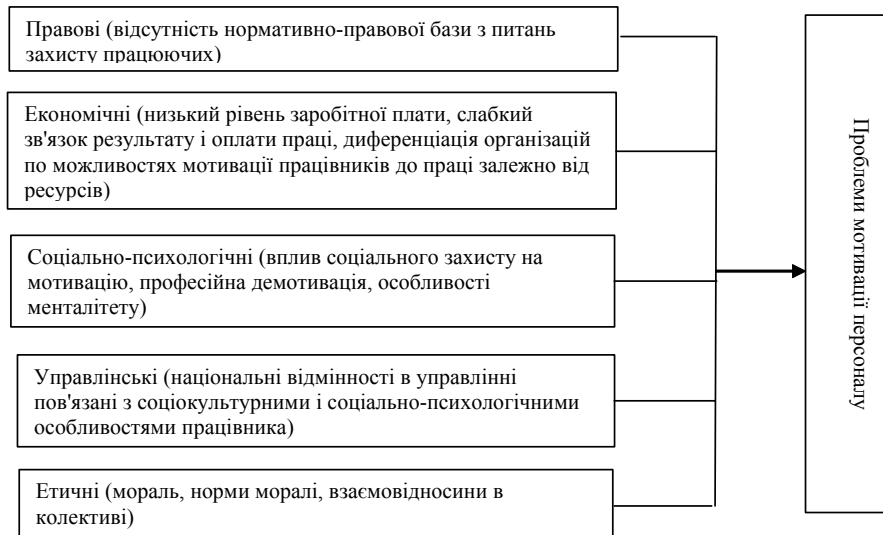 Правові (відсутність нормативно-правової бази з питань
захисту працюючих)
Економічні (низький рівень заробітної плати, слабкий
зв'язок результату і оплати праці, диференціація організацій
по можливостях мотивації працівників до праці залежно від
ресурсів)
Соціально-психологічні (вплив соціального захисту на
мотивацію, професійна демотивація, особливості
менталітету)
Управлінські (національні відмінності в управлінні
пов'язані з соціокультурними і соціально-психологічними
особливостями працівника)
Етичні (мораль, норми моралі, взаємовідносини в
колективі)
Проблеми мотивації персоналу